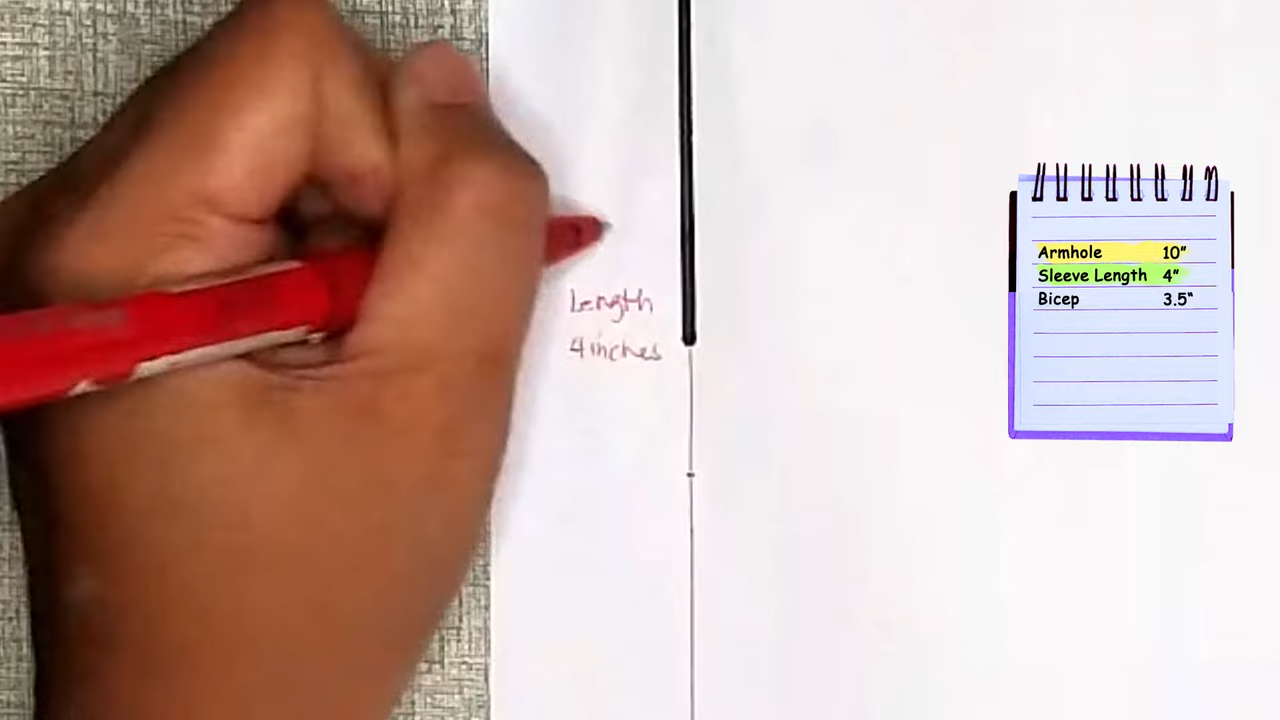 Length
4 inches
Armhole 10"
Sleeve Length 4"
Bicep 3.5"